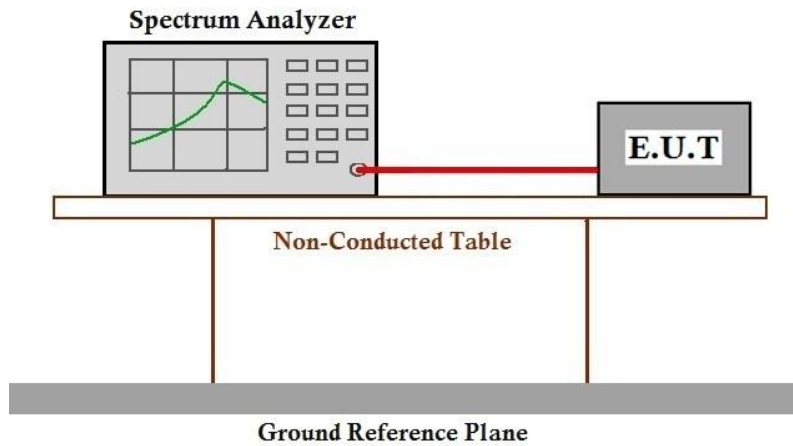 Spectrum Analyzer
E.U.T
Non-Conducted Table
Ground Reference Plane